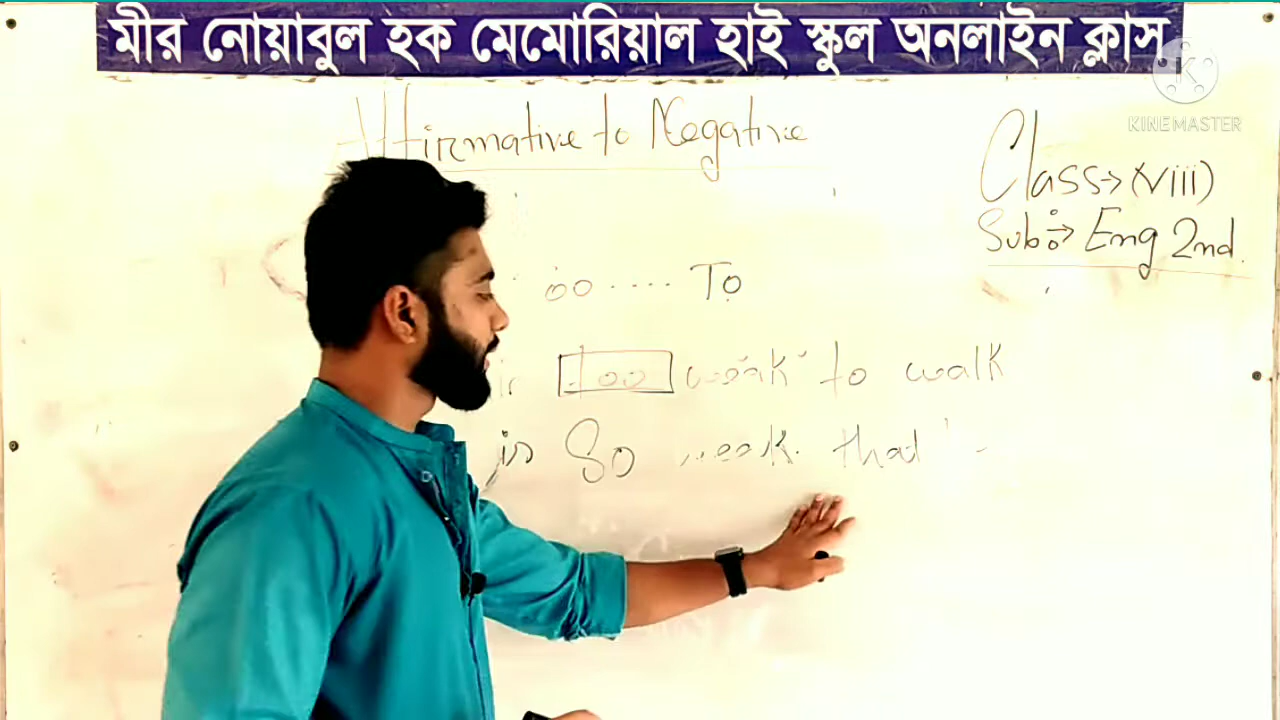 মীর নোয়াবুল হক মেমোরিয়াল হাই স্কুল অনলাইন ক্লাস
KINEMASTER
Affirmative to Negative
Class→(viii)
Sub:→ Eng 2nd.
oo .... To
is too weak to walk
is So weak that